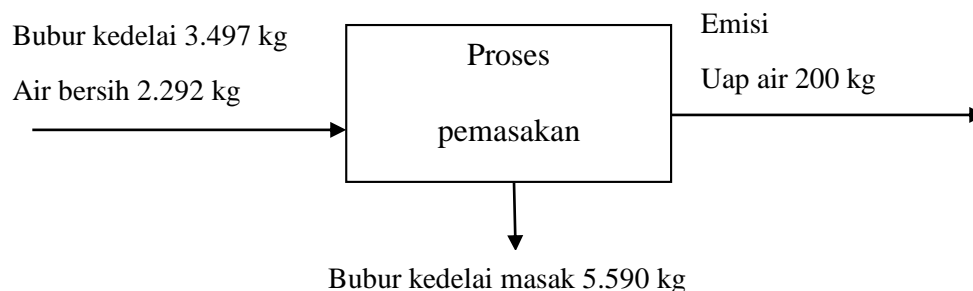 Bubur kedelai 3.497 kg
Air bersih 2.292 kg
Proses
pemasakan
Emisi
Uap air 200 kg
Bubur kedelai masak 5.590 kg